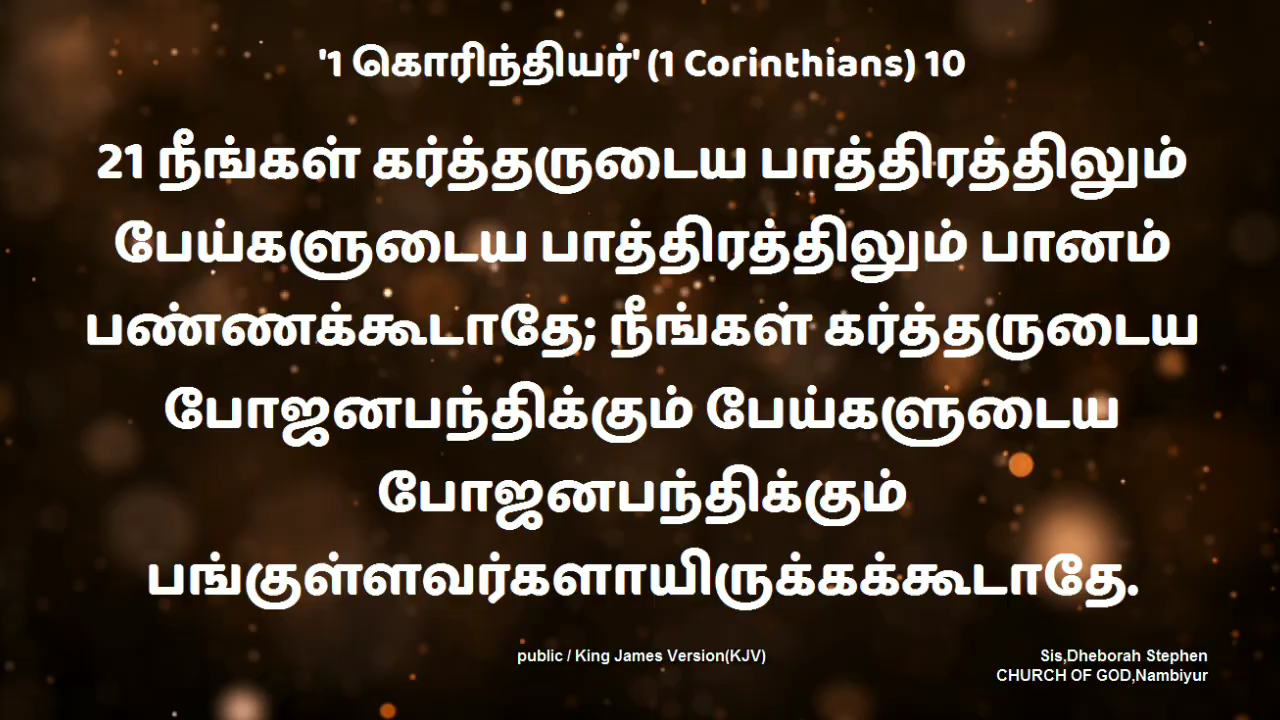 '1 கொரிந்தியர்' (1 Corinthians) 10
21 நீங்கள் கர்த்தருடைய பாத்திரத்திலும்
பேய்களுடைய பாத்திரத்திலும் பானம்
பண்ணக்கூடாதே; நீங்கள் கர்த்தருடைய
போஜனபந்திக்கும் பேய்களுடைய
போஜனபந்திக்கும்
பங்குள்ளவர்களாயிருக்கக்கூடாதே.
public / King James Version(KJV)
Sis,Dheborah Stephen
CHURCH OF GOD,Nambiyur